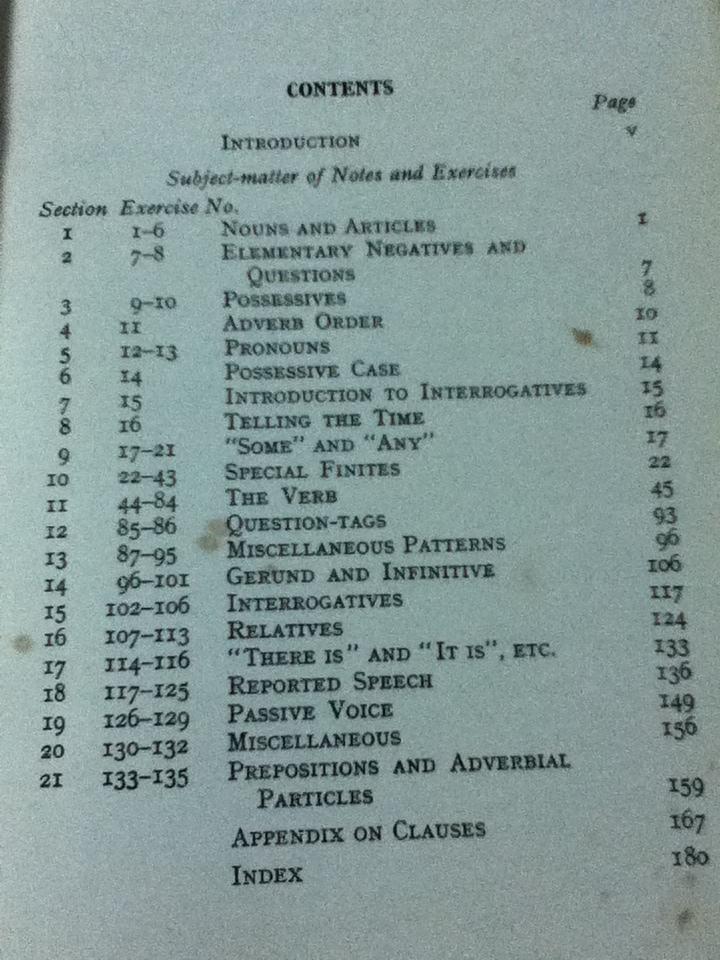 CONTENTS
Page
INTRODUCTION v
Subject-matter of Notes and Exercises
Section Exercise No.
1 1–6 NOUNS AND ARTICLES 1
2 7–8 ELEMENTARY NEGATIVES AND
QUESTIONS 7
3 9–10 POSSESSIVES 8
4 11 ADVERB ORDER 10
5 12–13 PRONOUNS 11
6 14 POSSESSIVE CASE 14
7 15 INTRODUCTION TO INTERROGATIVES 15
8 16 TELLING THE TIME 16
9 17–21 "SOME" AND "ANY" 17
10 22–43 SPECIAL FINITES 22
11 44–84 THE VERB 45
12 85–86 QUESTION-TAGS 93
13 87–95 MISCELLANEOUS PATTERNS 96
14 96–101 GERUND AND INFINITIVE 106
15 102–106 INTERROGATIVES 117
16 107–113 RELATIVES 124
17 114–116 "THERE IS" AND "IT IS", ETC. 133
18 117–125 REPORTED SPEECH 136
19 126–129 PASSIVE VOICE 149
20 130–132 MISCELLANEOUS 156
21 133–135 PREPOSITIONS AND ADVERBIAL
PARTICLES 159
APPENDIX ON CLAUSES 167
INDEX 180